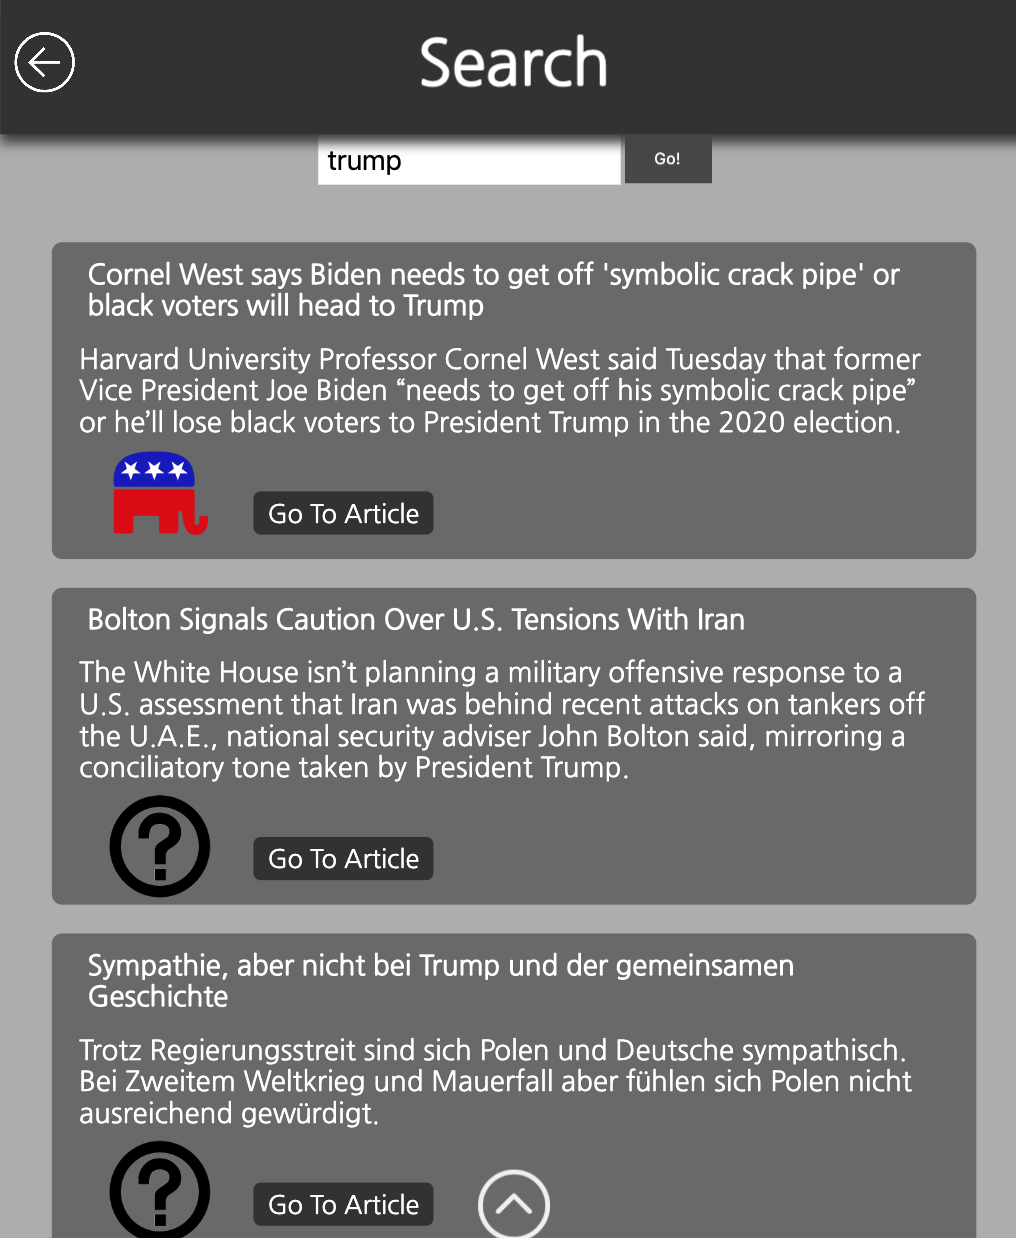 Search
trump
Go!
Cornel West says Biden needs to get off 'symbolic crack pipe' or
black voters will head to Trump
Harvard University Professor Cornel West said Tuesday that former
Vice President Joe Biden “needs to get off his symbolic crack pipe”
or he’ll lose black voters to President Trump in the 2020 election.
Go To Article
Bolton Signals Caution Over U.S. Tensions With Iran
The White House isn’t planning a military offensive response to a
U.S. assessment that Iran was behind recent attacks on tankers off
the U.A.E., national security adviser John Bolton said, mirroring a
conciliatory tone taken by President Trump.
Go To Article
Sympathie, aber nicht bei Trump und der gemeinsamen
Geschichte
Trotz Regierungsstreit sind sich Polen und Deutsche sympathisch.
Bei Zweitem Weltkrieg und Mauerfall aber fühlen sich Polen nicht
ausreichend gewürdigt.
Go To Article